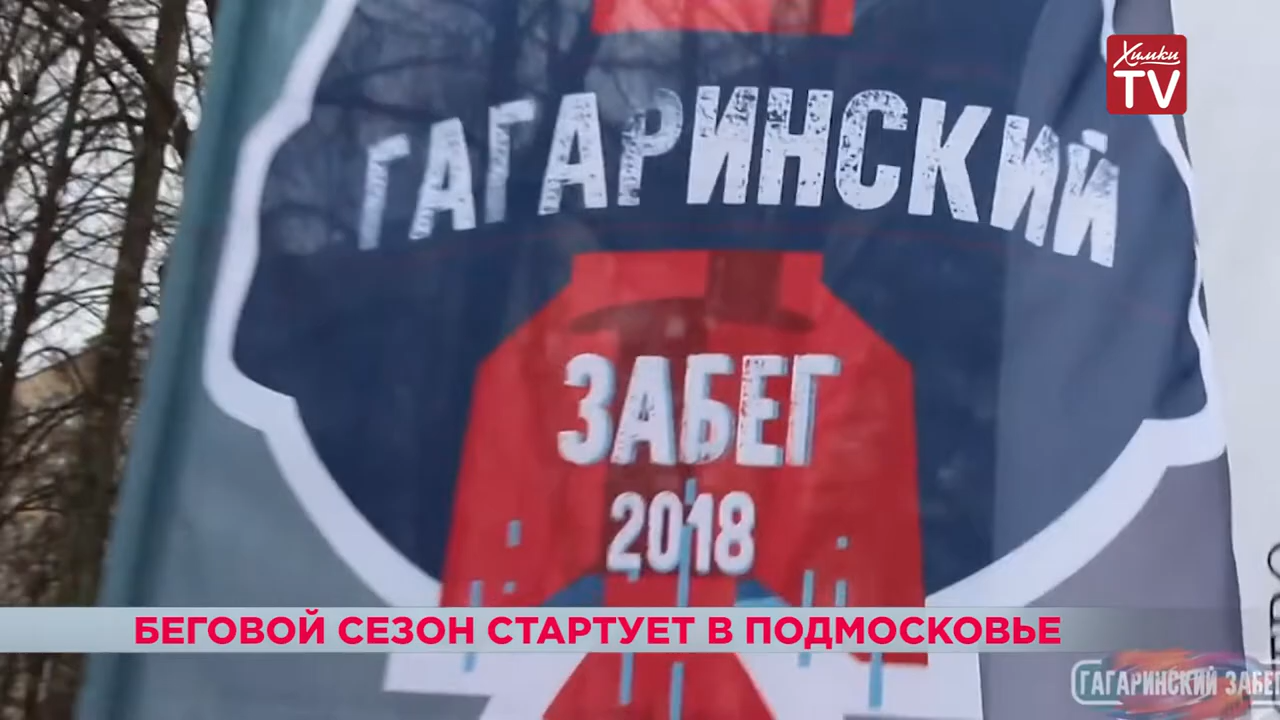 Химки
TV
ГАГАРИНСКИЙ
ЗАБЕГ
2018
БЕГОВОЙ СЕЗОН СТАРТУЕТ В ПОДМОСКОВЬЕ
ГАГАРИНСКИЙ ЗАБЕГ